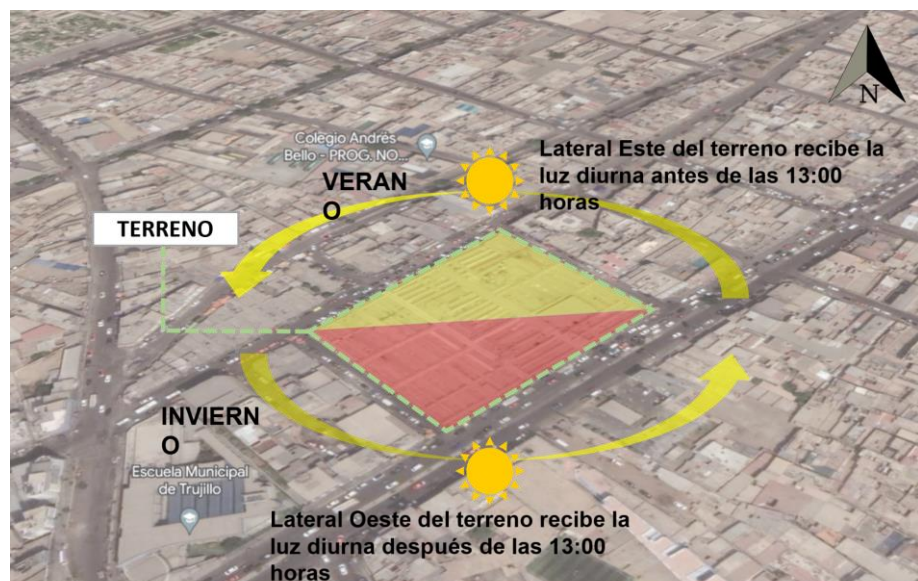 N
Colegio Andrés
Bello - PROG. NO...
Lateral Este del terreno recibe la
luz diurna antes de las 13:00
horas
VERAN
O
TERRENO
INVIERN
O
Escuela Municipal
de Trujillo
Lateral Oeste del terreno recibe la
luz diurna después de las 13:00
horas